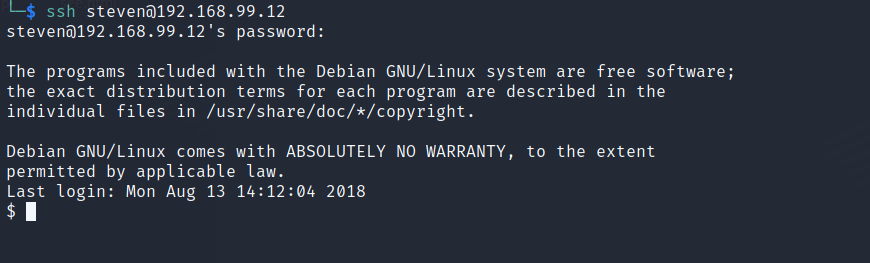 └─$ ssh steven@192.168.99.12
steven@192.168.99.12's password:
The programs included with the Debian GNU/Linux system are free software;
the exact distribution terms for each program are described in the
individual files in /usr/share/doc/*/copyright.
Debian GNU/Linux comes with ABSOLUTELY NO WARRANTY, to the extent
permitted by applicable law.
Last login: Mon Aug 13 14:12:04 2018
$